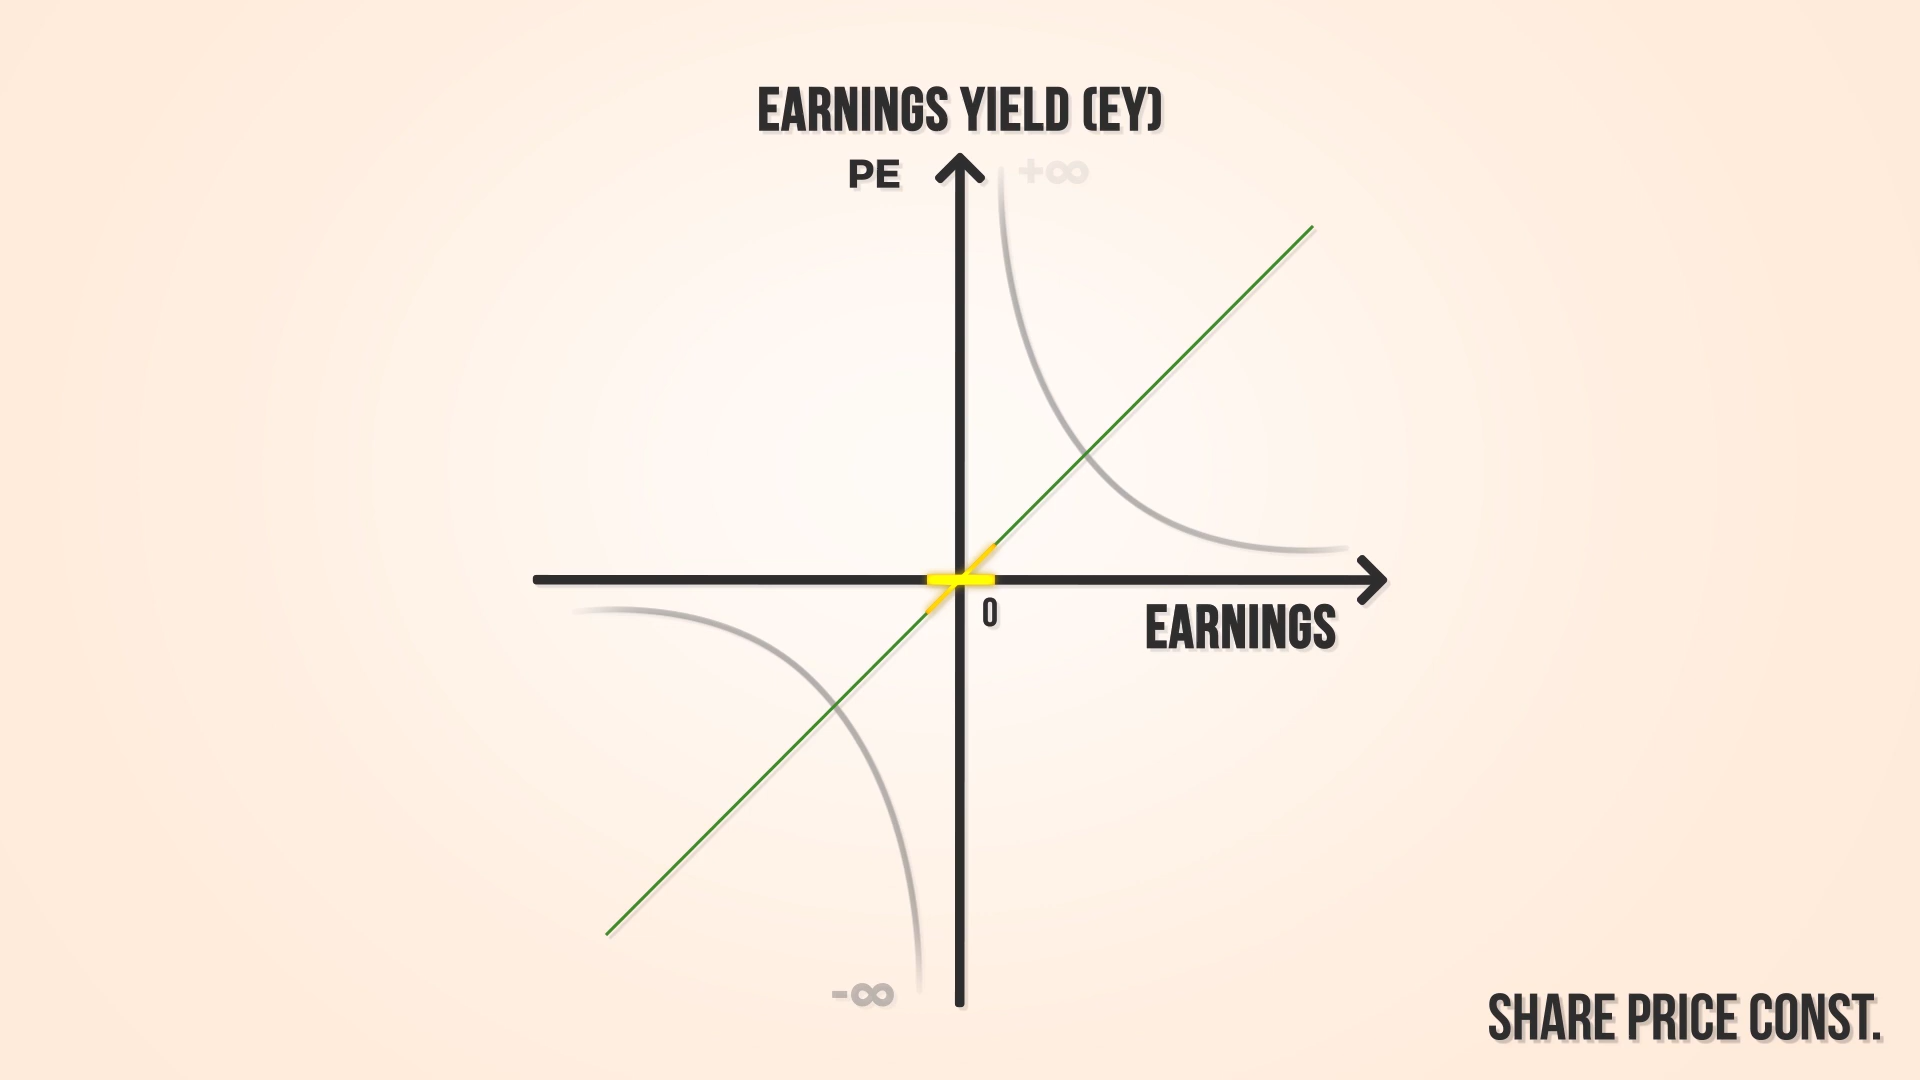 EARNINGS YIELD (EY)
PE
+∞
0
EARNINGS
-∞
SHARE PRICE CONST.